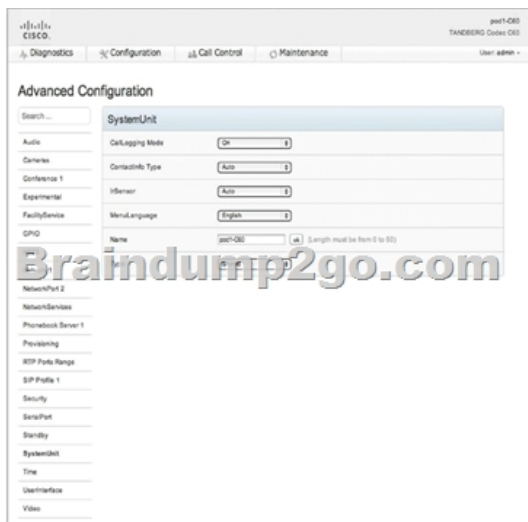 CISCO.
pod1-C60
TANDBERG Codec C60
Diagnostics
Configuration
Call Control
Maintenance
User: admin
Advanced Configuration
Search ...
SystemUnit
Audio
Cameras
Conference 1
Experimental
FacilityService
GPIO
NetworkPort 2
NetworkServices
Phonebook Server 1
Provisioning
RTP Ports Range
SIP Profile 1
Security
SerialPort
Standby
SystemUnit
Time
UserInterface
Video
CallLogging Mode
On
ContactInfo Type
Auto
IrSensor
Auto
MenuLanguage
English
Name
pod1-C60
ok
(Length must be from 0 to 50)
Braindump2go.com